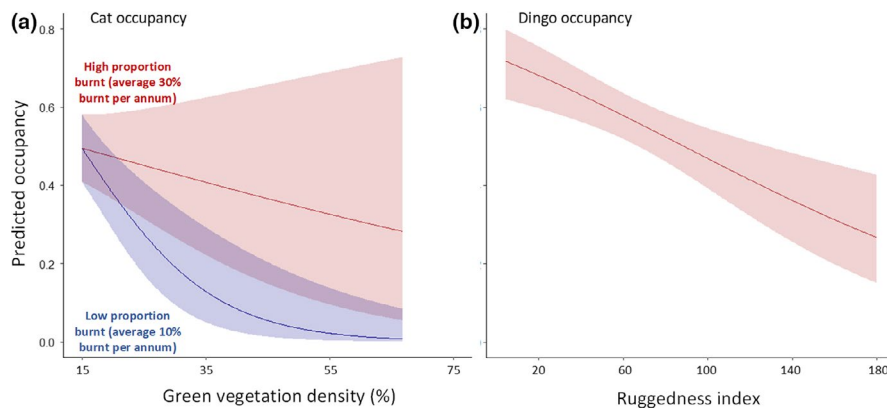 (a)
Cat occupancy
High proportion
burnt (average 30%
burnt per annum)
Low proportion
burnt (average 10%
burnt per annum)
Predicted occupancy
0.8
0.6
0.4
0.2
0.0
15 35 55 75
Green vegetation density (%)
(b)
Dingo occupancy
20 60 100 140 180
Ruggedness index